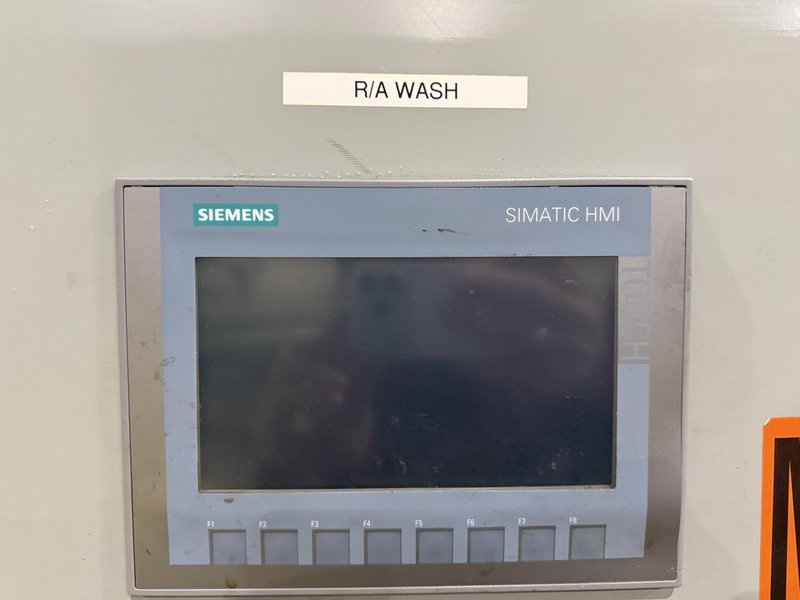 R/A WASH
SIEMENS
SIMATIC HMI
TOUCH
F1 F2 F3 F4 F5 F6 F7 F8